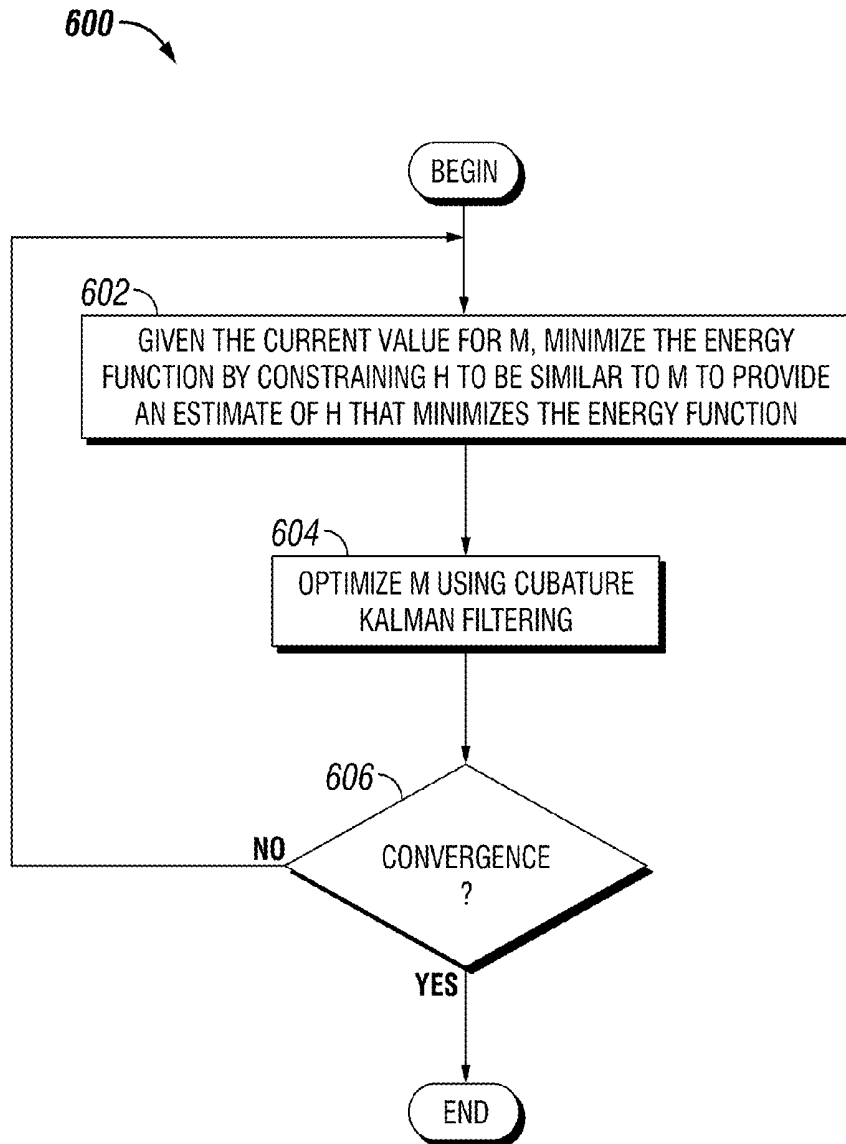 600
BEGIN
602
GIVEN THE CURRENT VALUE FOR M, MINIMIZE THE ENERGY
FUNCTION BY CONSTRAINING H TO BE SIMILAR TO M TO PROVIDE
AN ESTIMATE OF H THAT MINIMIZES THE ENERGY FUNCTION
604
OPTIMIZE M USING CUBATURE
KALMAN FILTERING
606
NO
CONVERGENCE
?
YES
END